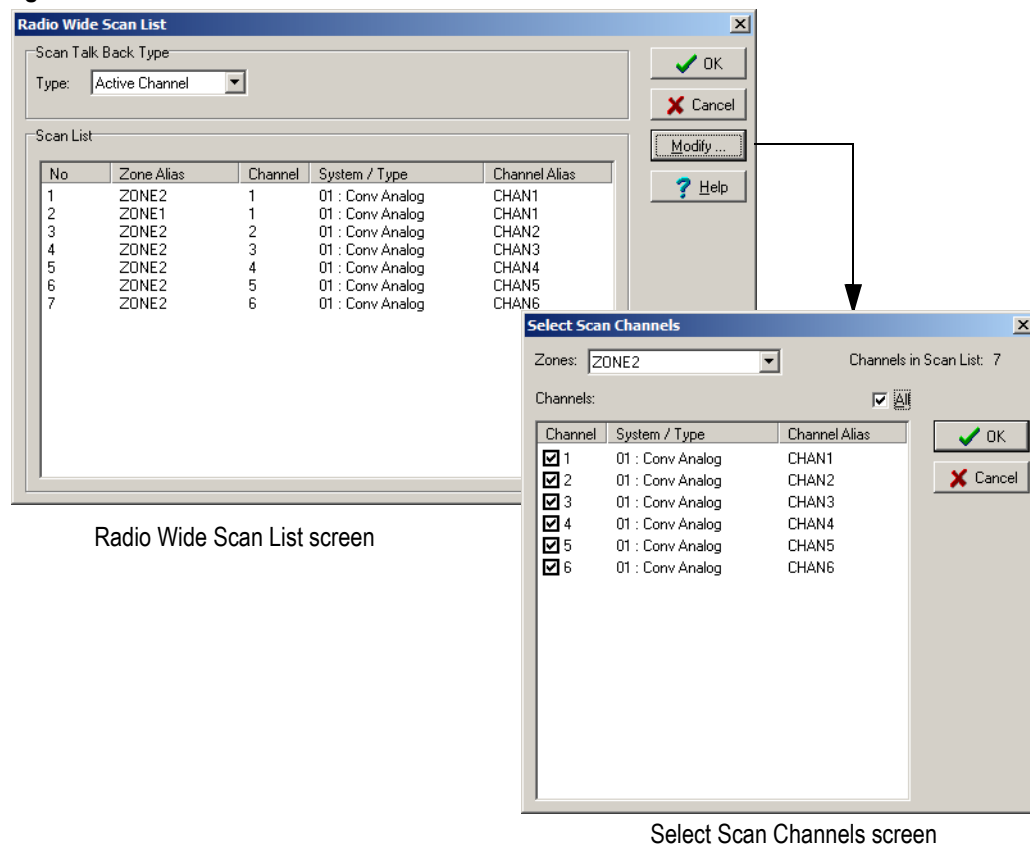 Radio Wide Scan List
Scan Talk Back Type
Type: Active Channel
OK
Cancel
Modify ...
Help
Scan List
No Zone Alias Channel System / Type Channel Alias
1 ZONE2 1 01 : Conv Analog CHAN1
2 ZONE1 1 01 : Conv Analog CHAN1
3 ZONE2 2 01 : Conv Analog CHAN2
4 ZONE2 3 01 : Conv Analog CHAN3
5 ZONE2 4 01 : Conv Analog CHAN4
6 ZONE2 5 01 : Conv Analog CHAN5
7 ZONE2 6 01 : Conv Analog CHAN6
Radio Wide Scan List screen
Select Scan Channels
Zones: ZONE2 Channels in Scan List: 7
Channels: All
Channel System / Type Channel Alias
1 01 : Conv Analog CHAN1
2 01 : Conv Analog CHAN2
3 01 : Conv Analog CHAN3
4 01 : Conv Analog CHAN4
5 01 : Conv Analog CHAN5
6 01 : Conv Analog CHAN6
OK
Cancel
Select Scan Channels screen